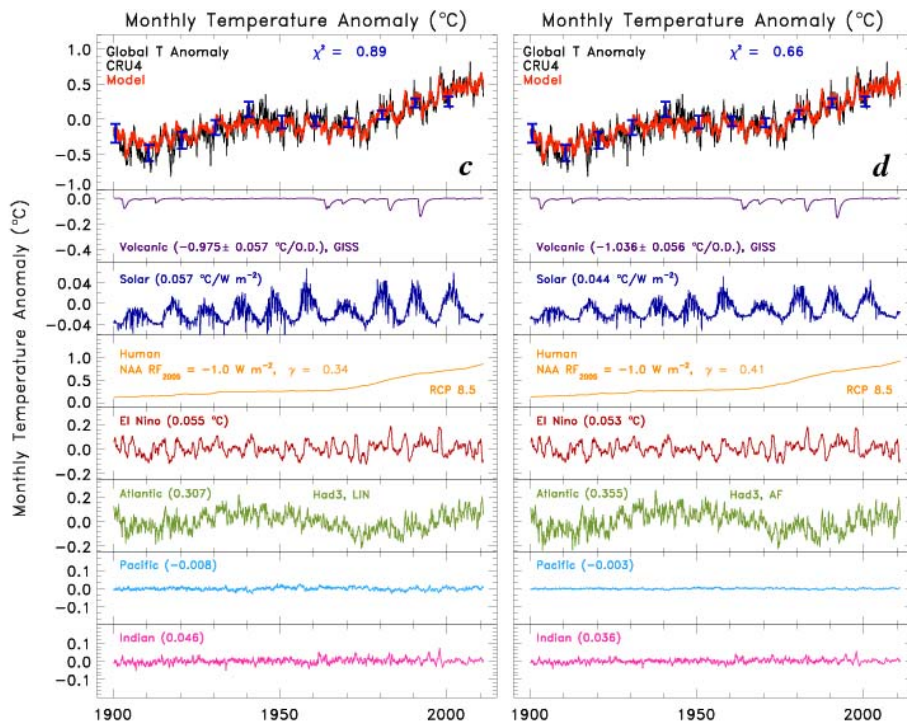 Monthly Temperature Anomaly (°C)
Global T Anomaly
CRU4
Model
χ² = 0.89
c
1.0
0.5
0.0
−0.5
−1.0
Volcanic (−0.975± 0.057 °C/O.D.), GISS
0.0
−0.2
−0.4
Solar (0.057 °C/W m⁻²)
0.04
0.00
−0.04
Human
NAA RF2005 = −1.0 W m⁻², γ = 0.34
RCP 8.5
1.0
0.5
0.0
El Nino (0.055 °C)
0.2
0.0
−0.2
Atlantic (0.307)
Had3, LIN
0.2
0.0
−0.2
Pacific (−0.008)
0.1
0.0
−0.1
Indian (0.046)
0.1
0.0
−0.1
1900
1950
2000
Monthly Temperature Anomaly (°C)
Monthly Temperature Anomaly (°C)
Global T Anomaly
CRU4
Model
χ² = 0.66
d
Volcanic (−1.036± 0.056 °C/O.D.), GISS
Solar (0.044 °C/W m⁻²)
Human
NAA RF2005 = −1.0 W m⁻², γ = 0.41
RCP 8.5
El Nino (0.053 °C)
Atlantic (0.355)
Had3, AF
Pacific (−0.003)
Indian (0.036)
1900
1950
2000